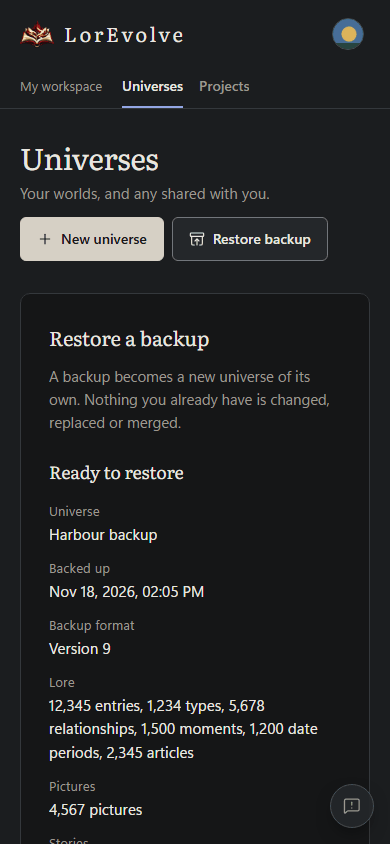 LorEvolve
My workspace
Universes
Projects
Universes
Your worlds, and any shared with you.
New universe
Restore backup
Restore a backup
A backup becomes a new universe of its
own. Nothing you already have is changed,
replaced or merged.
Ready to restore
Universe
Harbour backup
Backed up
Nov 18, 2026, 02:05 PM
Backup format
Version 9
Lore
12,345 entries, 1,234 types, 5,678
relationships, 1,500 moments, 1,200 date
periods, 2,345 articles
Pictures
4,567 pictures
Stories